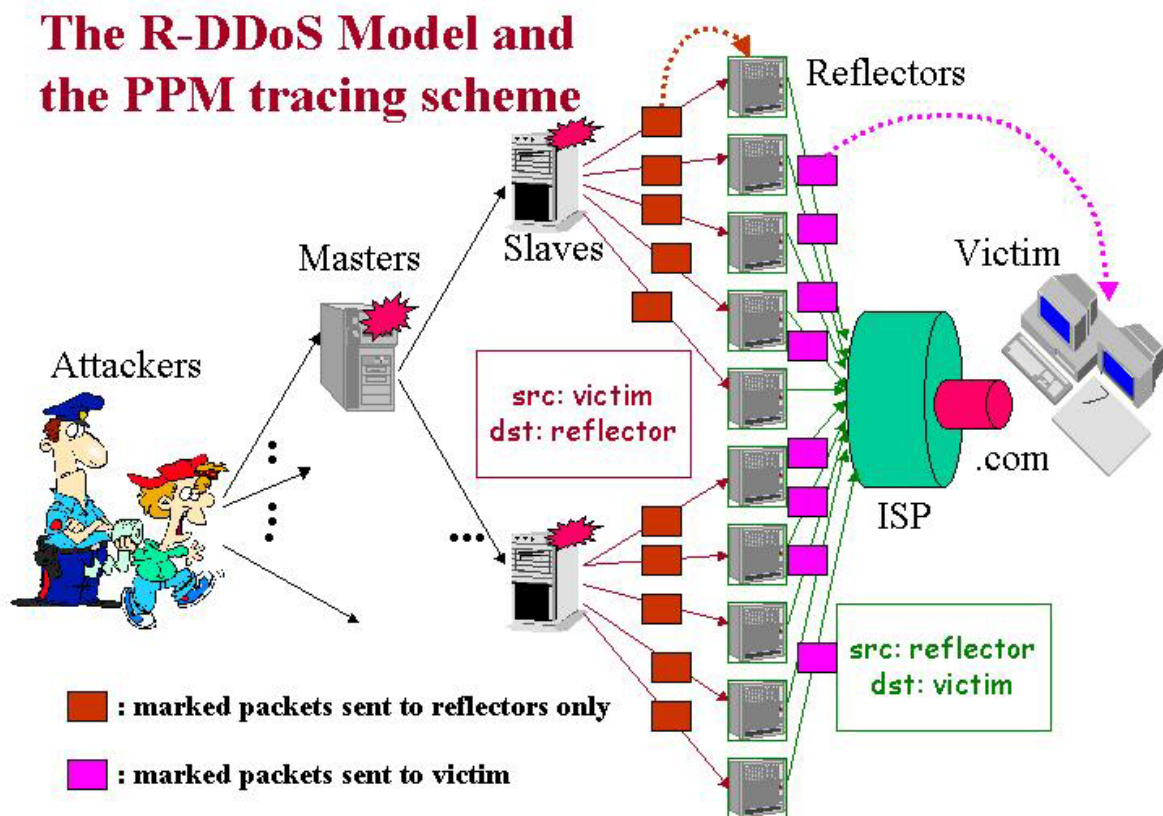 The R-DDoS Model and
the PPM tracing scheme
Reflectors
Slaves
Masters
Victim
Attackers
src: victim
dst: reflector
.com
ISP
src: reflector
dst: victim
: marked packets sent to reflectors only
: marked packets sent to victim